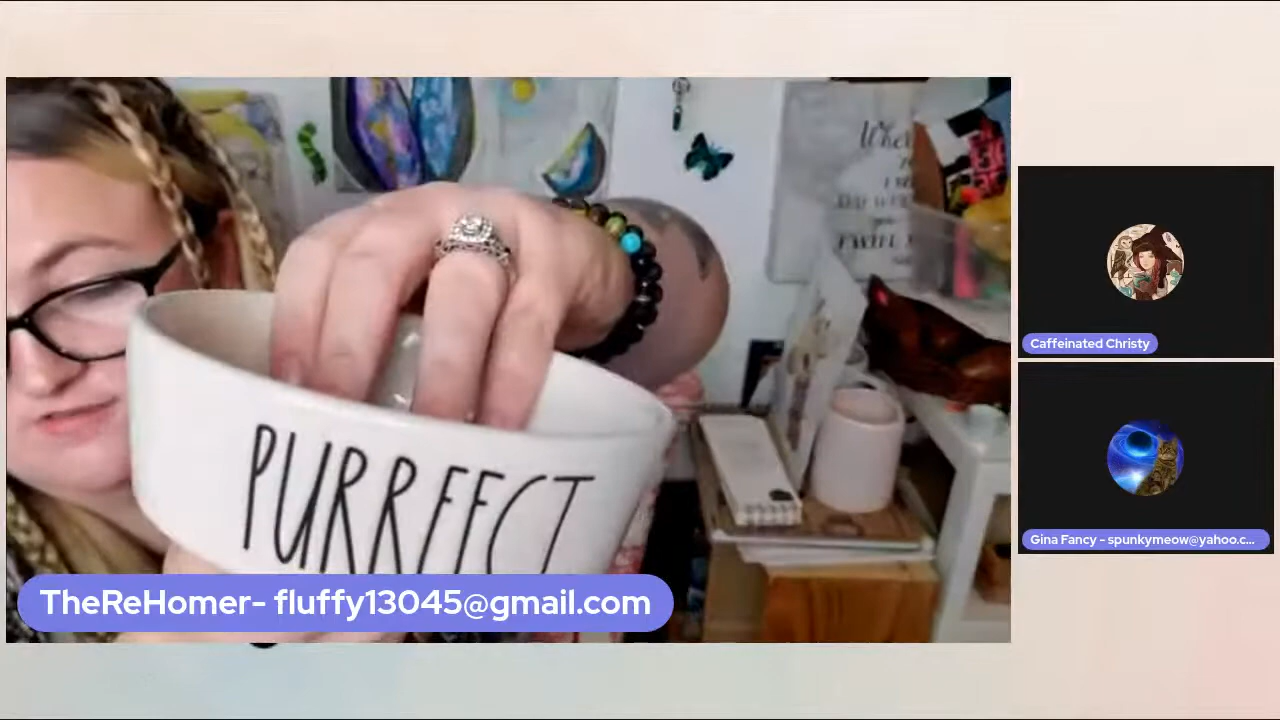 PURRFECT
TheReHomer- fluffy13045@gmail.com
Caffeinated Christy
Gina Fancy - spunkymeow@yahoo.c...